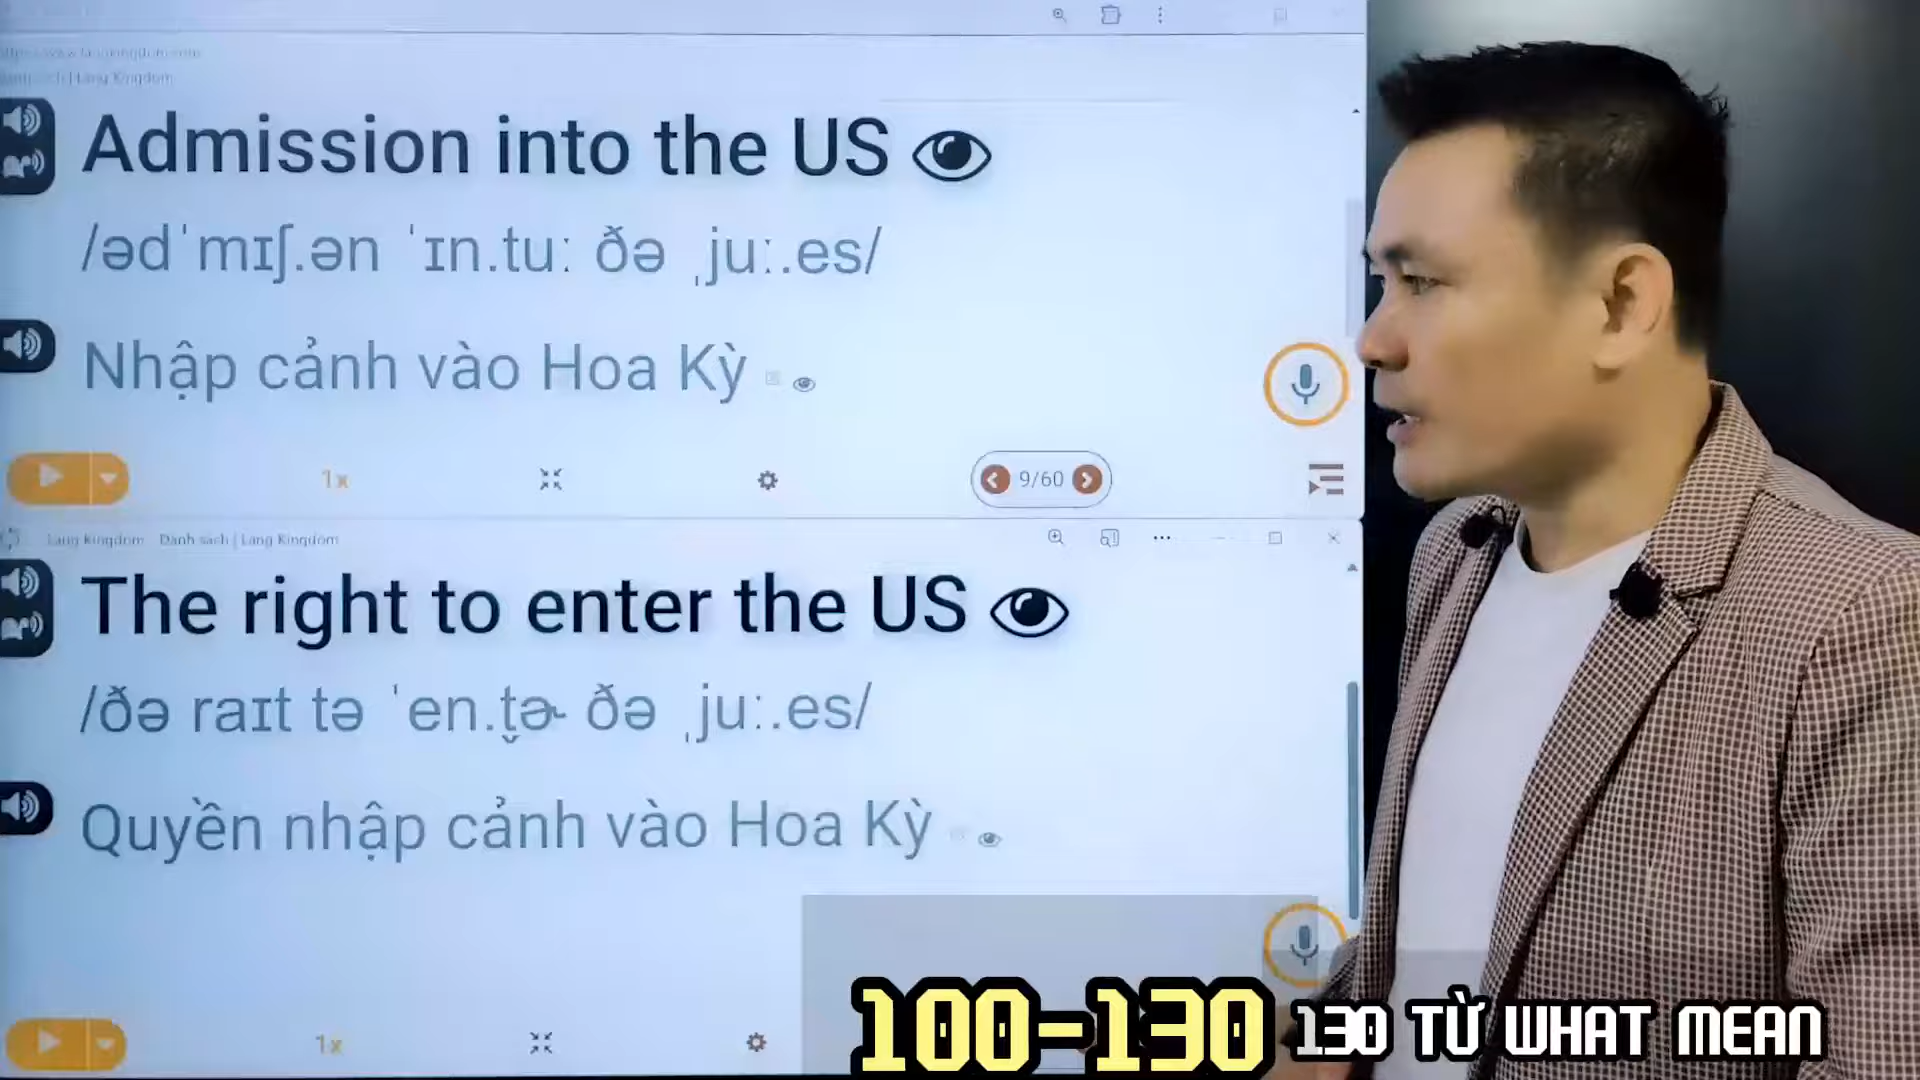 Admission into the US
/ədˈmɪʃ.ən ˈɪn.tuː ðə ˌjuː.es/
Nhập cảnh vào Hoa Kỳ
1x
9/60
Lang Kingdom Danh sách | Lang Kingdom
The right to enter the US
/ðə raɪt tə ˈen.t̬ɚ ðə ˌjuː.es/
Quyền nhập cảnh vào Hoa Kỳ
1x
100-130 130 TỪ WHAT MEAN